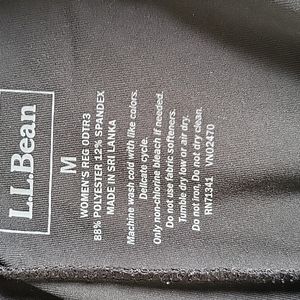 L.L.Bean
M
WOMEN'S REG 0DTR3
88% POLYESTER 12% SPANDEX
MADE IN SRI LANKA
Machine wash cold with like colors.
Delicate cycle.
Only non-chlorine bleach if needed.
Do not use fabric softeners.
Tumble dry low or air dry.
Do not iron, Do not dry clean.
RN71341 VN02470